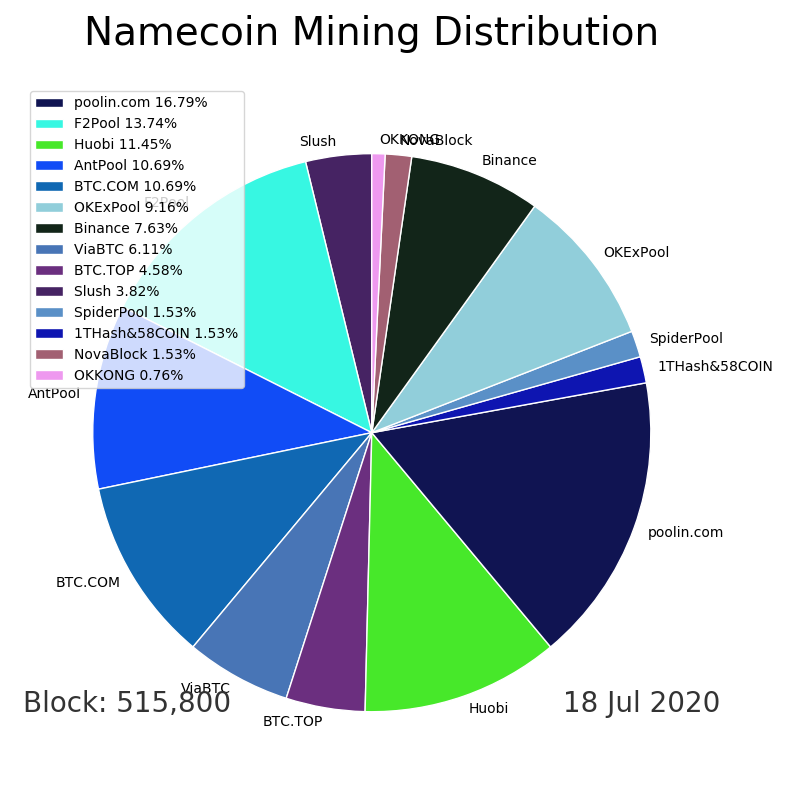 Namecoin Mining Distribution
poolin.com 16.79%
F2Pool 13.74%
Huobi 11.45%
AntPool 10.69%
BTC.COM 10.69%
OKExPool 9.16%
Binance 7.63%
ViaBTC 6.11%
BTC.TOP 4.58%
Slush 3.82%
SpiderPool 1.53%
1THash&58COIN 1.53%
NovaBlock 1.53%
OKKONG 0.76%
Slush
OKKONG
NovaBlock
Binance
F2Pool
OKExPool
SpiderPool
1THash&58COIN
AntPool
poolin.com
BTC.COM
ViaBTC
Huobi
BTC.TOP
Block: 515,800
18 Jul 2020